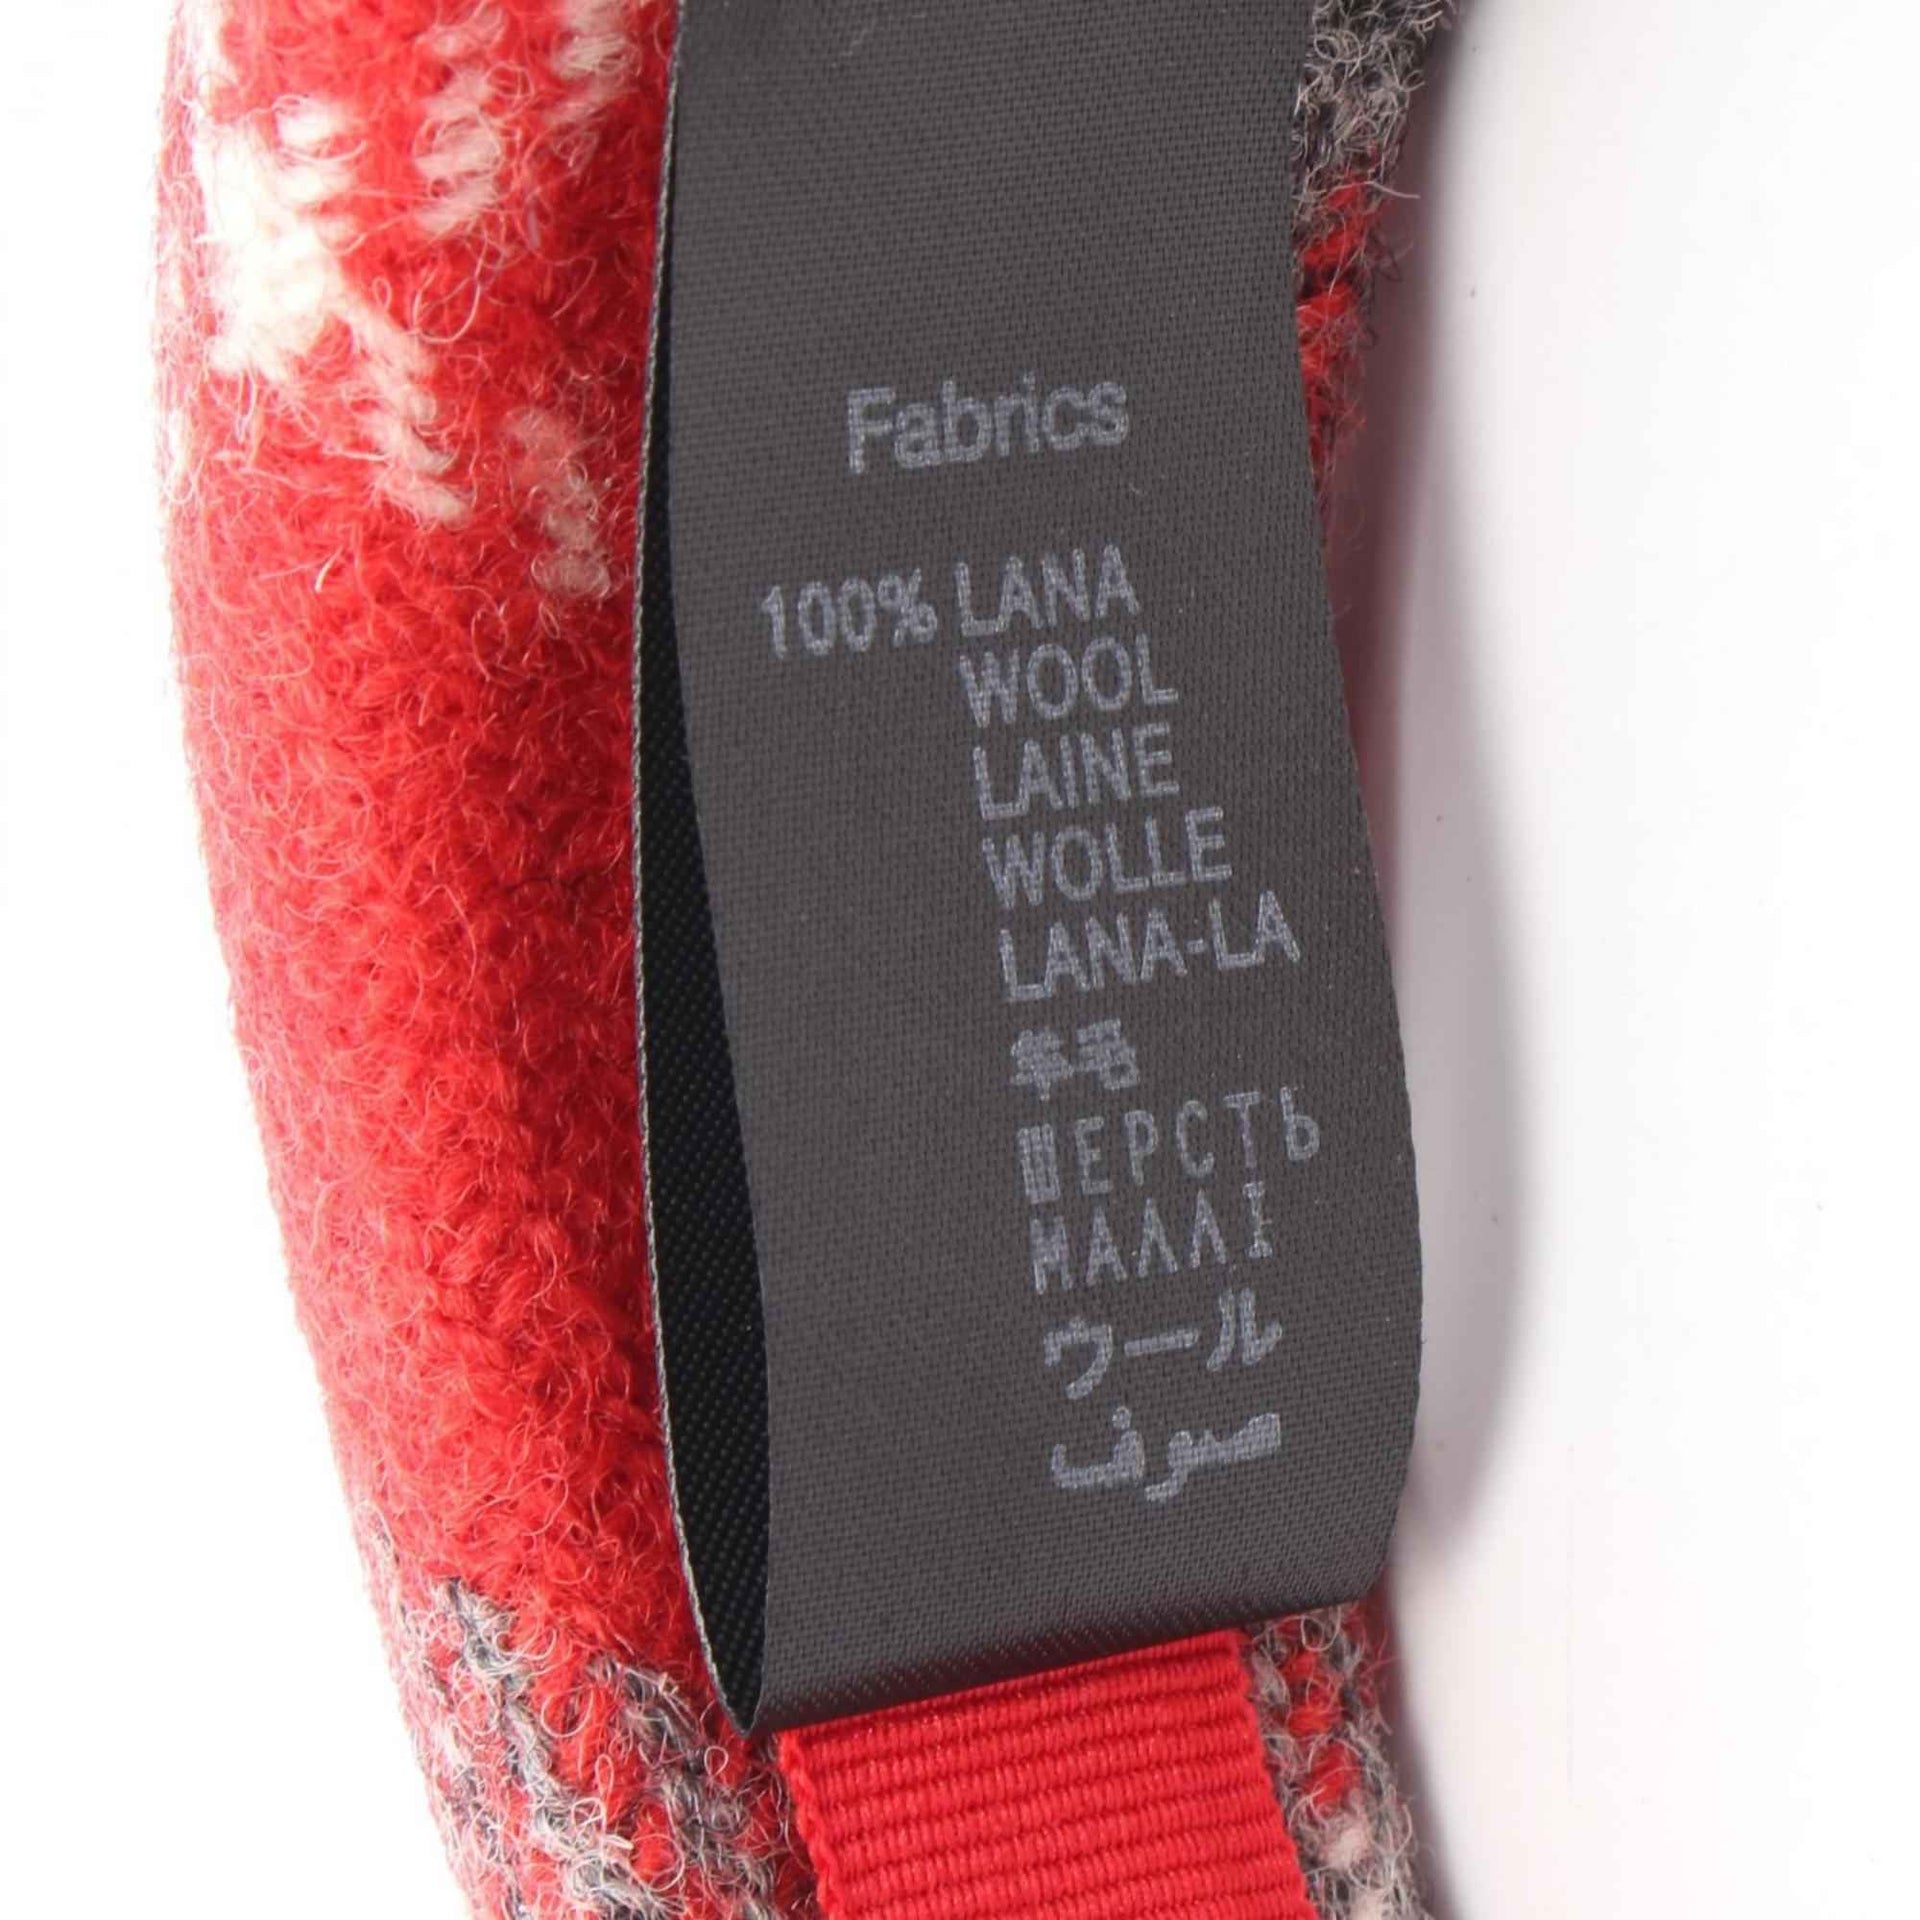 Fabrics
100% LANA
WOOL
LAINE
WOLLE
LANA-LA
羊毛
ШЕРСТЬ
ΜΑΛΛΙ
ウール
صوف